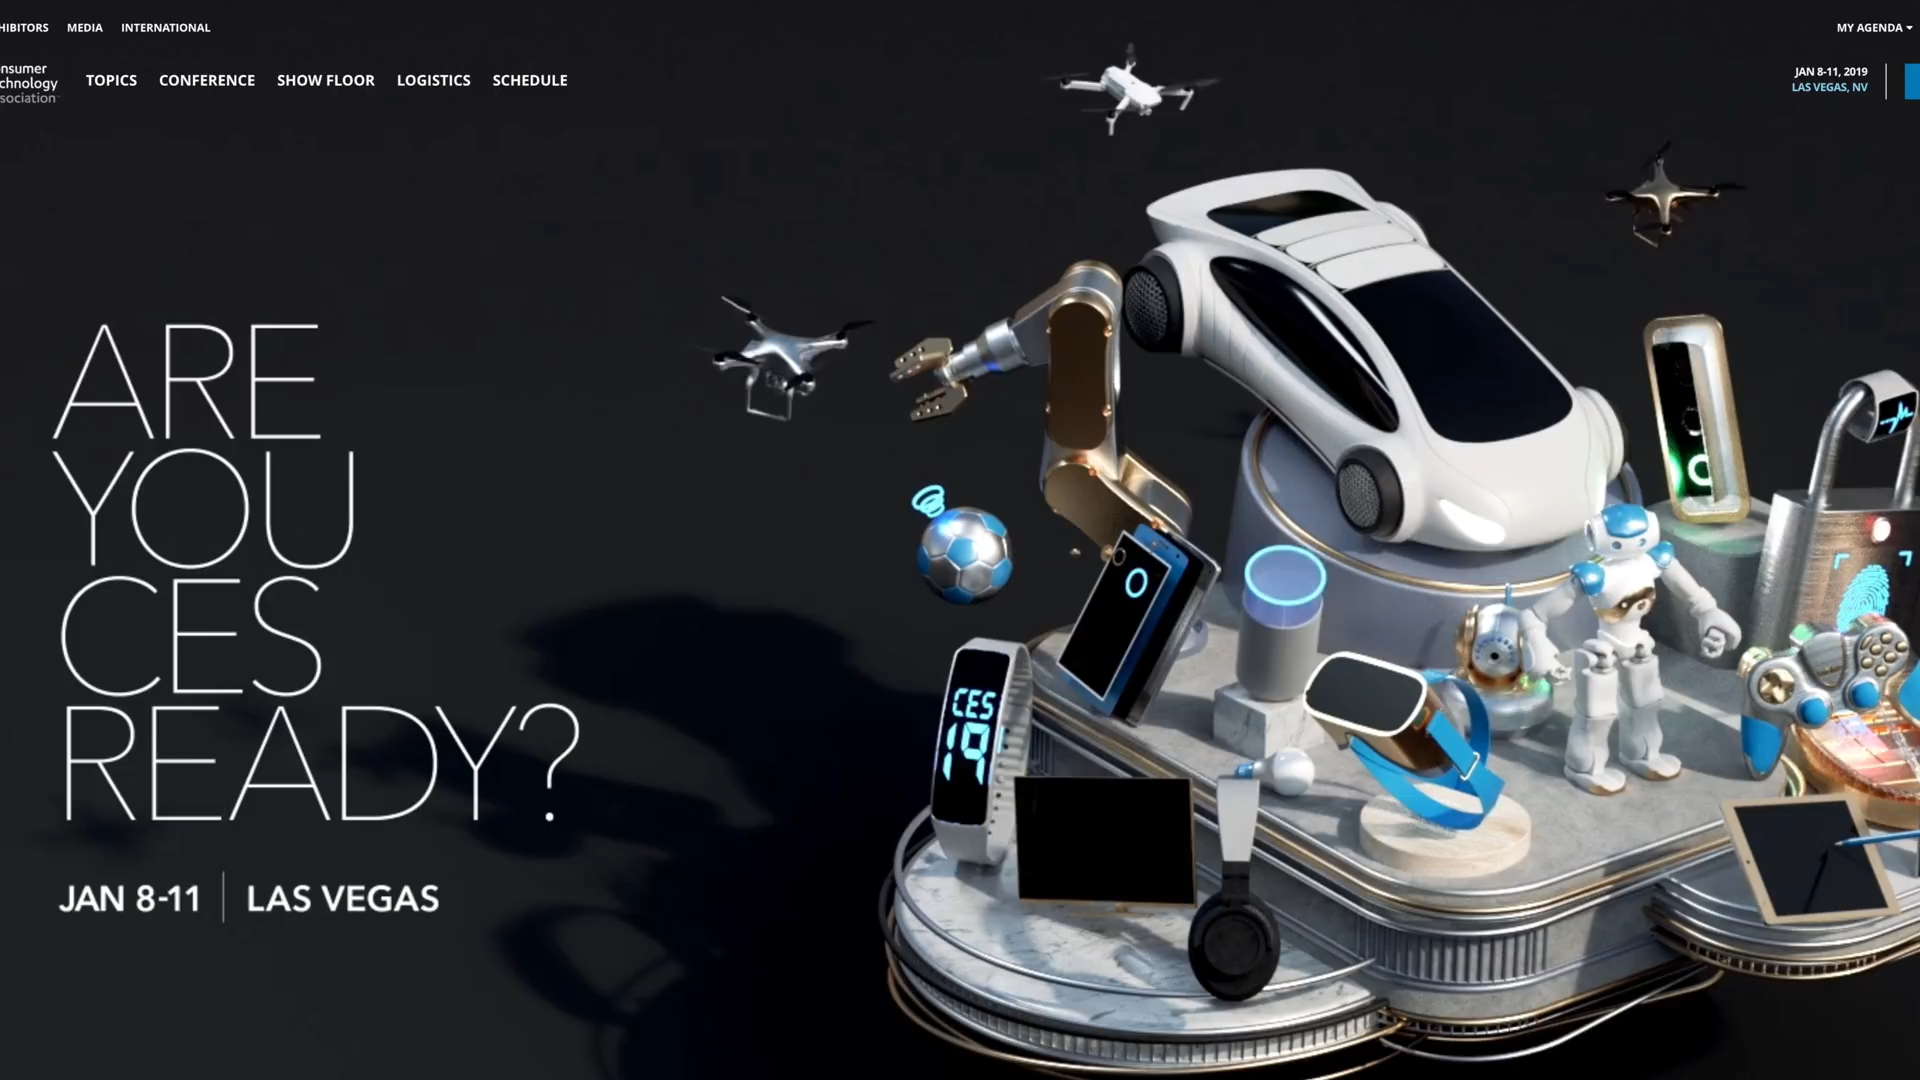 HIBITORS MEDIA INTERNATIONAL
MY AGENDA
nsumer
chnology
sociation
TOPICS CONFERENCE SHOW FLOOR LOGISTICS SCHEDULE
JAN 8-11, 2019
LAS VEGAS, NV
ARE
YOU
CES
READY?
JAN 8-11 | LAS VEGAS
CES
19